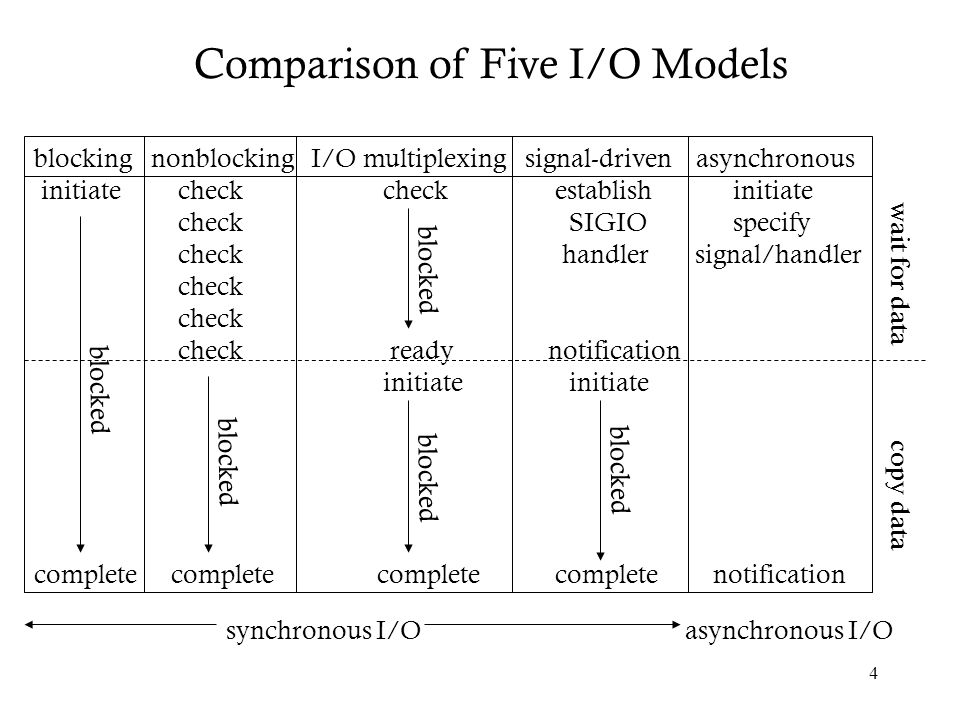 Comparison of Five I/O Models
blocking nonblocking I/O multiplexing signal-driven asynchronous
initiate check check establish initiate
check SIGIO specify
check handler signal/handler
check
check
check ready notification
initiate initiate
blocked
blocked
blocked
blocked
blocked
wait for data
copy data
complete complete complete complete notification
synchronous I/O asynchronous I/O
4